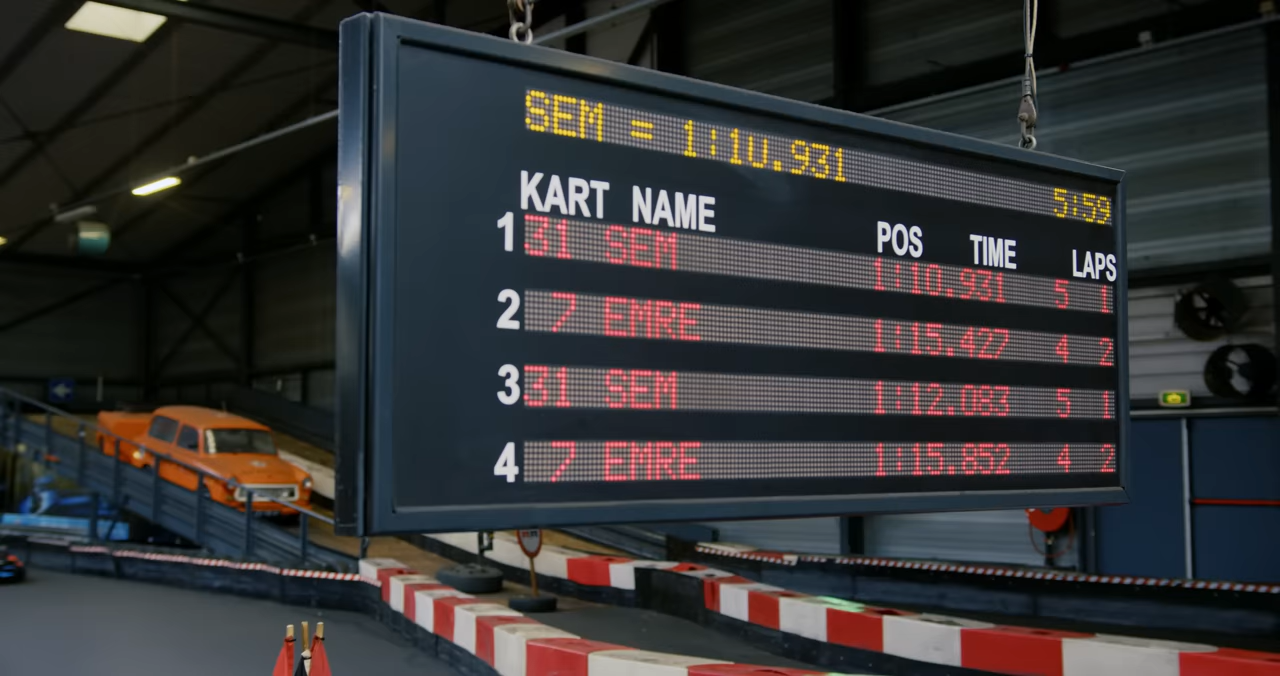 SEM = 1:10.931 5:59
KART NAME POS TIME LAPS
1 31 SEM 1:10.931 5 1
2 7 EMRE 1:15.427 4 2
3 31 SEM 1:12.083 5 1
4 7 EMRE 1:15.852 4 2